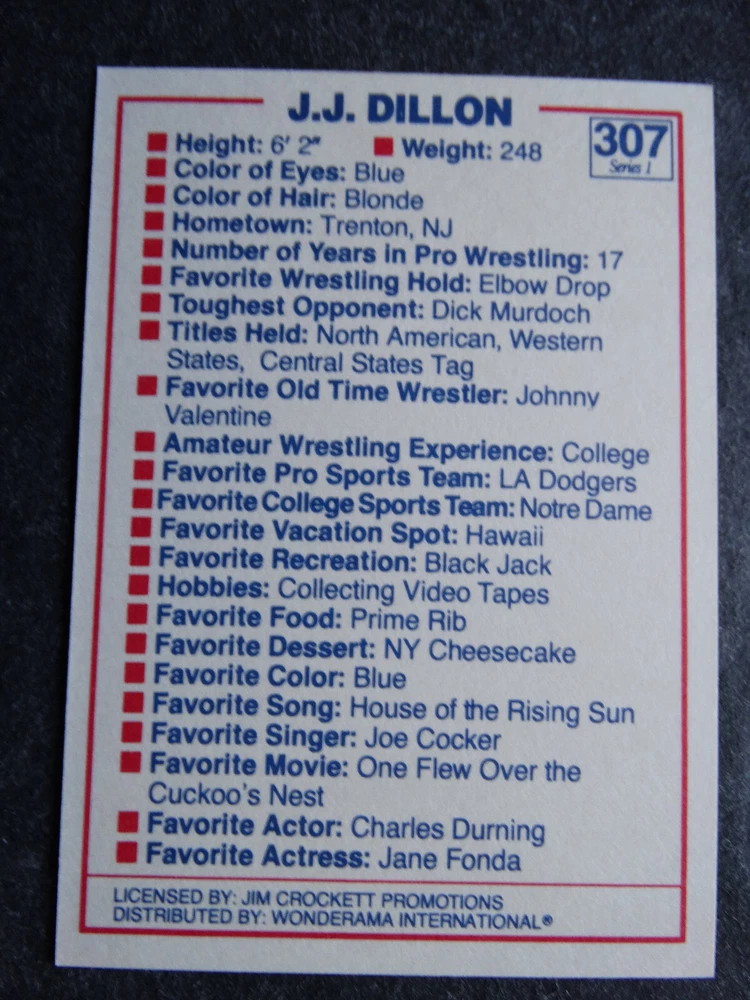 J.J. DILLON
307
Series 1
Height: 6' 2" Weight: 248
Color of Eyes: Blue
Color of Hair: Blonde
Hometown: Trenton, NJ
Number of Years in Pro Wrestling: 17
Favorite Wrestling Hold: Elbow Drop
Toughest Opponent: Dick Murdoch
Titles Held: North American, Western
States, Central States Tag
Favorite Old Time Wrestler: Johnny
Valentine
Amateur Wrestling Experience: College
Favorite Pro Sports Team: LA Dodgers
Favorite College Sports Team: Notre Dame
Favorite Vacation Spot: Hawaii
Favorite Recreation: Black Jack
Hobbies: Collecting Video Tapes
Favorite Food: Prime Rib
Favorite Dessert: NY Cheesecake
Favorite Color: Blue
Favorite Song: House of the Rising Sun
Favorite Singer: Joe Cocker
Favorite Movie: One Flew Over the
Cuckoo's Nest
Favorite Actor: Charles Durning
Favorite Actress: Jane Fonda
LICENSED BY: JIM CROCKETT PROMOTIONS
DISTRIBUTED BY: WONDERAMA INTERNATIONAL®